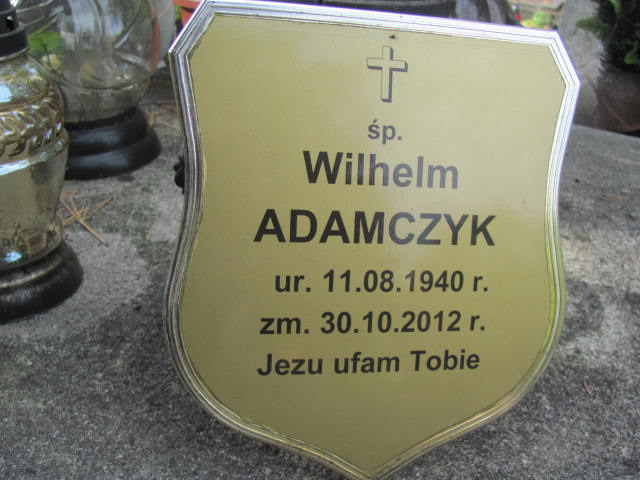 śp.
Wilhelm
ADAMCZYK
ur. 11.08.1940 r.
zm. 30.10.2012 r.
Jezu ufam Tobie